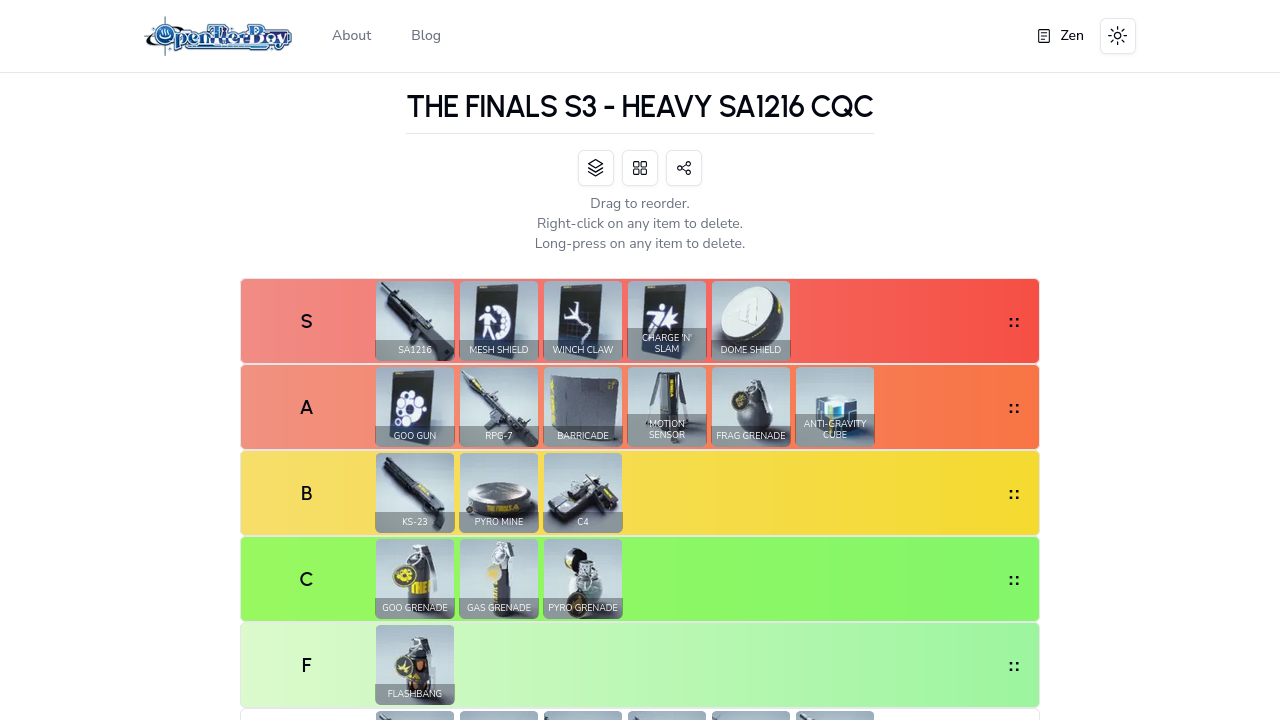 OpenTierBoy
About
Blog
Zen
THE FINALS S3 - HEAVY SA1216 CQC
Drag to reorder.
Right-click on any item to delete.
Long-press on any item to delete.
S
SA1216
MESH SHIELD
WINCH CLAW
CHARGE 'N'
SLAM
DOME SHIELD
::
A
GOO GUN
RPG-7
BARRICADE
MOTION
SENSOR
FRAG GRENADE
ANTI-GRAVITY
CUBE
::
B
KS-23
PYRO MINE
C4
::
C
GOO GRENADE
GAS GRENADE
PYRO GRENADE
::
F
FLASHBANG
::